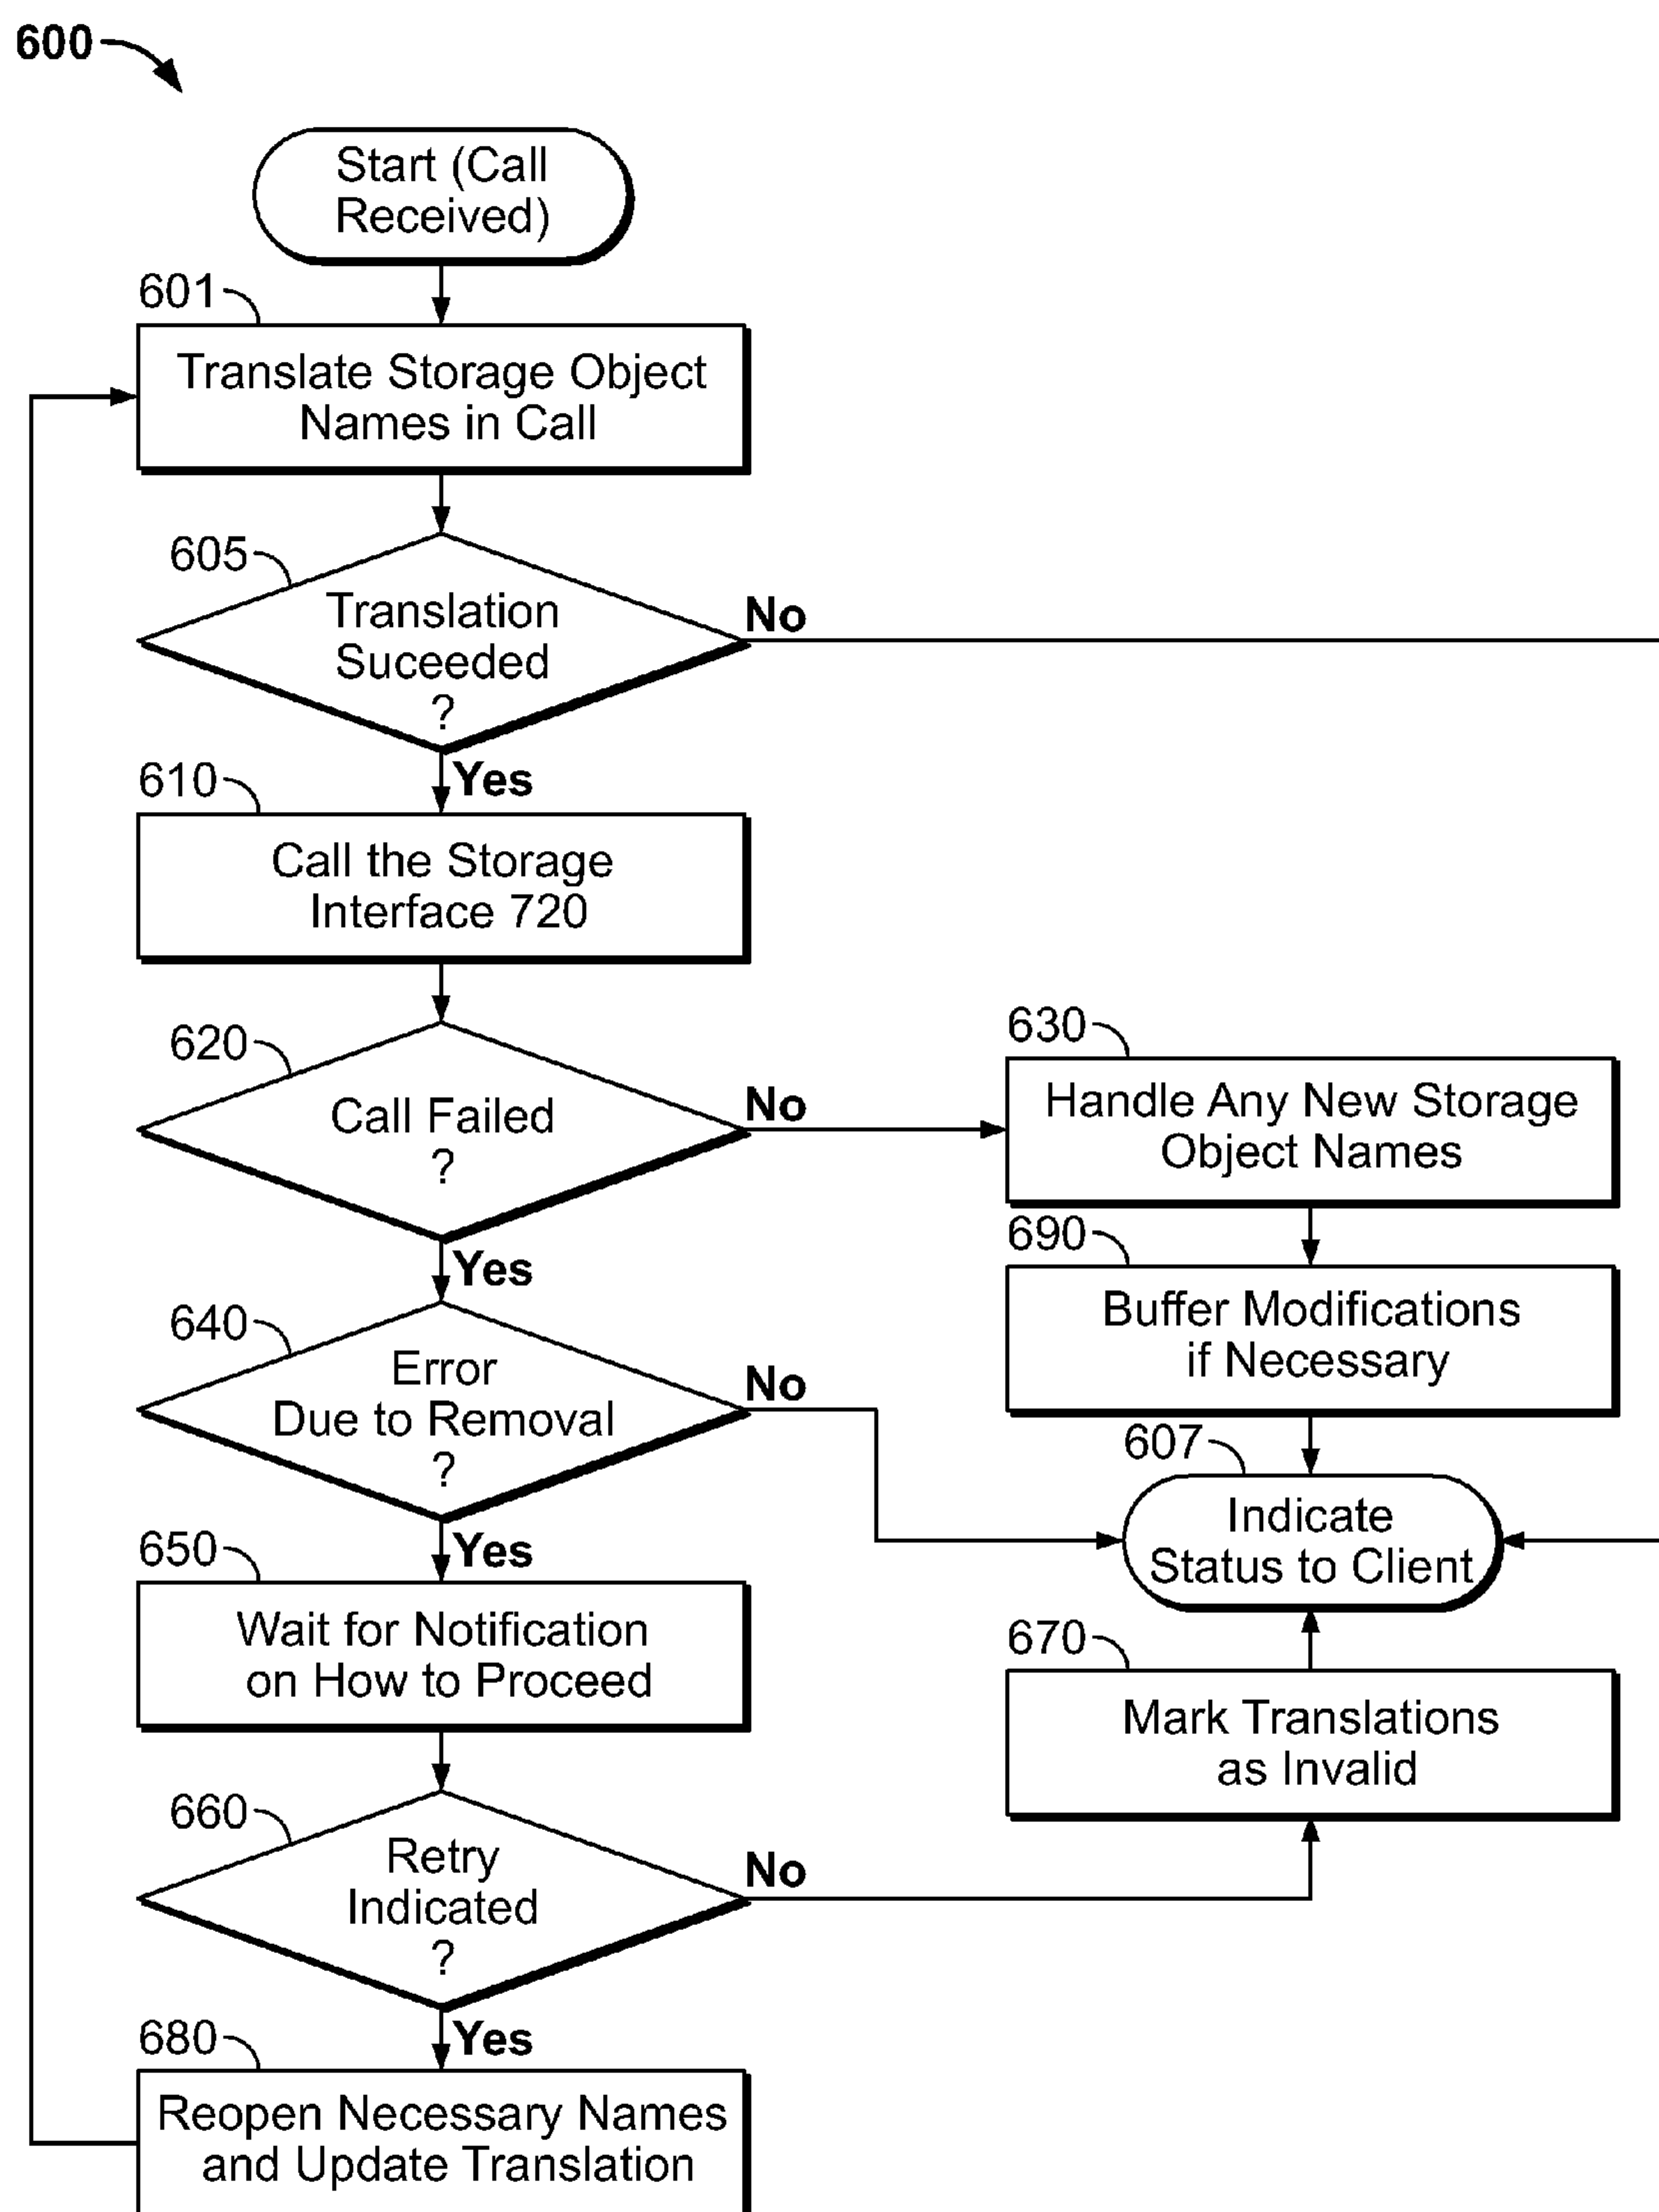 600
Start (Call
Received)
601
Translate Storage Object
Names in Call
605
Translation
Suceeded
?
No
Yes
610
Call the Storage
Interface 720
620
Call Failed
?
No
Yes
630
Handle Any New Storage
Object Names
690
Buffer Modifications
if Necessary
640
Error
Due to Removal
?
No
Yes
607
Indicate
Status to Client
650
Wait for Notification
on How to Proceed
670
Mark Translations
as Invalid
660
Retry
Indicated
?
No
Yes
680
Reopen Necessary Names
and Update Translation